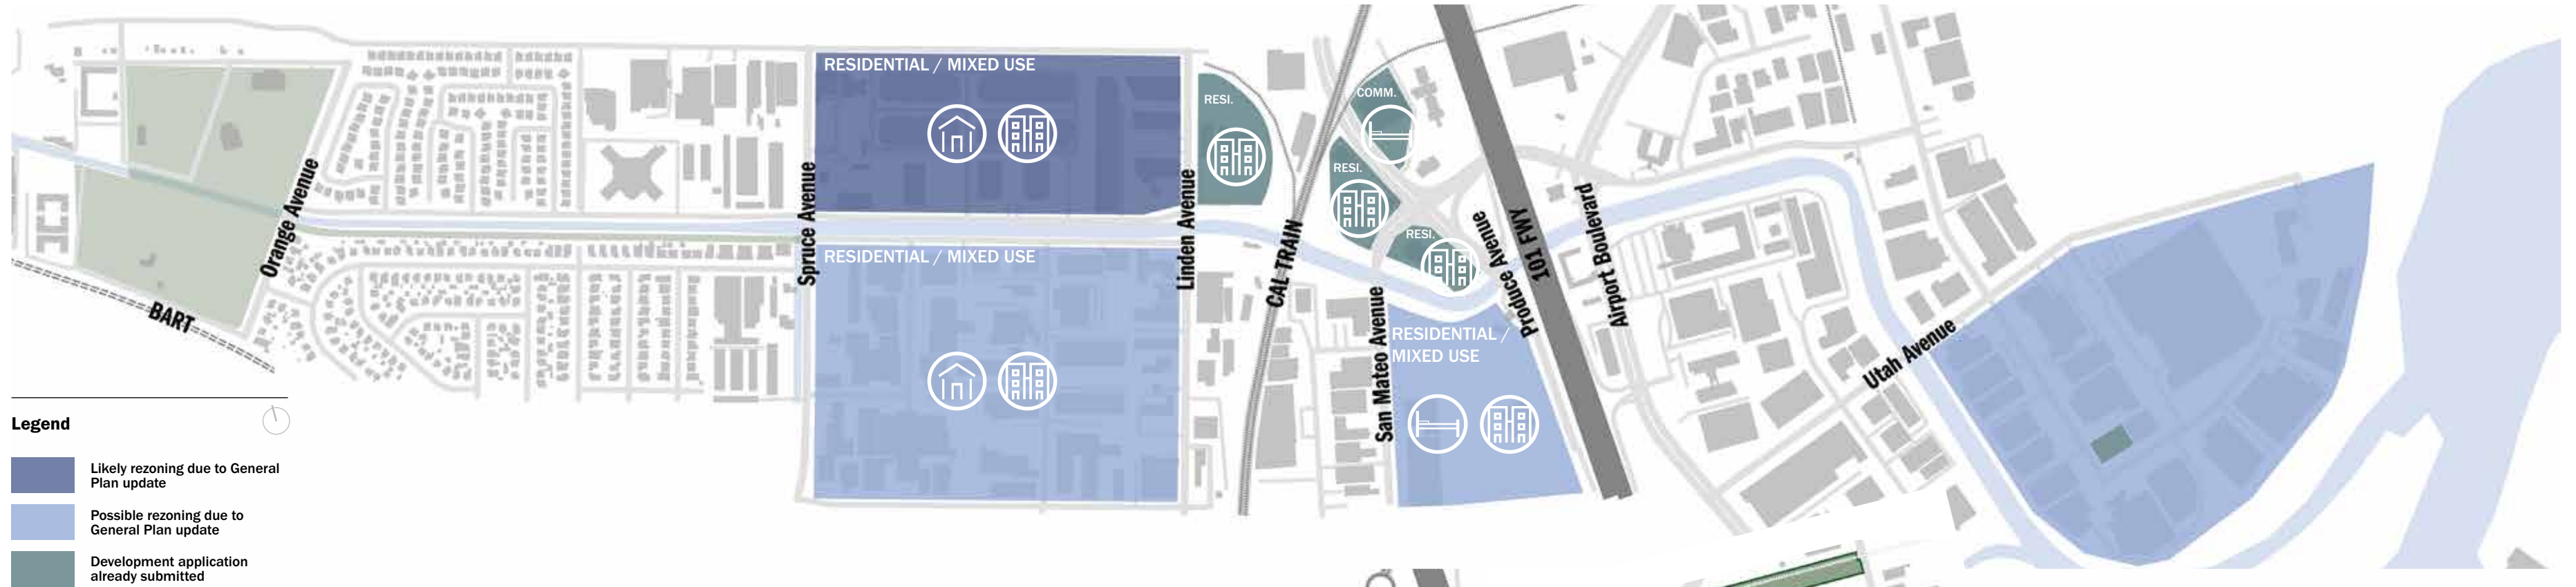 RESIDENTIAL / MIXED USE
RESI.
COMM.
RESI.
RESI.
RESIDENTIAL / MIXED USE
RESIDENTIAL /
MIXED USE
Orange Avenue
BART
Spruce Avenue
Linden Avenue
CAL TRAIN
San Mateo Avenue
Produce Avenue
101 FWY
Airport Boulevard
Utah Avenue
Legend
Likely rezoning due to General
Plan update
Possible rezoning due to
General Plan update
Development application
already submitted